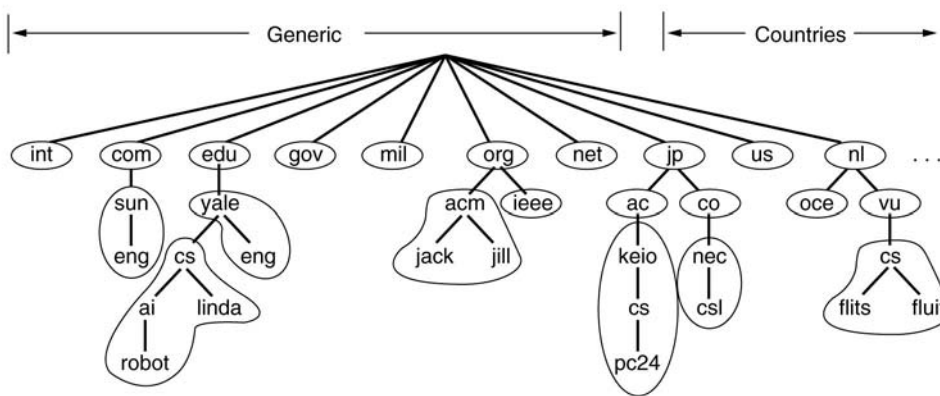 Generic Countries
int com edu gov mil org net jp us nl ...
sun yale acm ieee ac co oce vu
eng cs eng jack jill keio nec cs
ai linda cs csl flits fluit
robot pc24